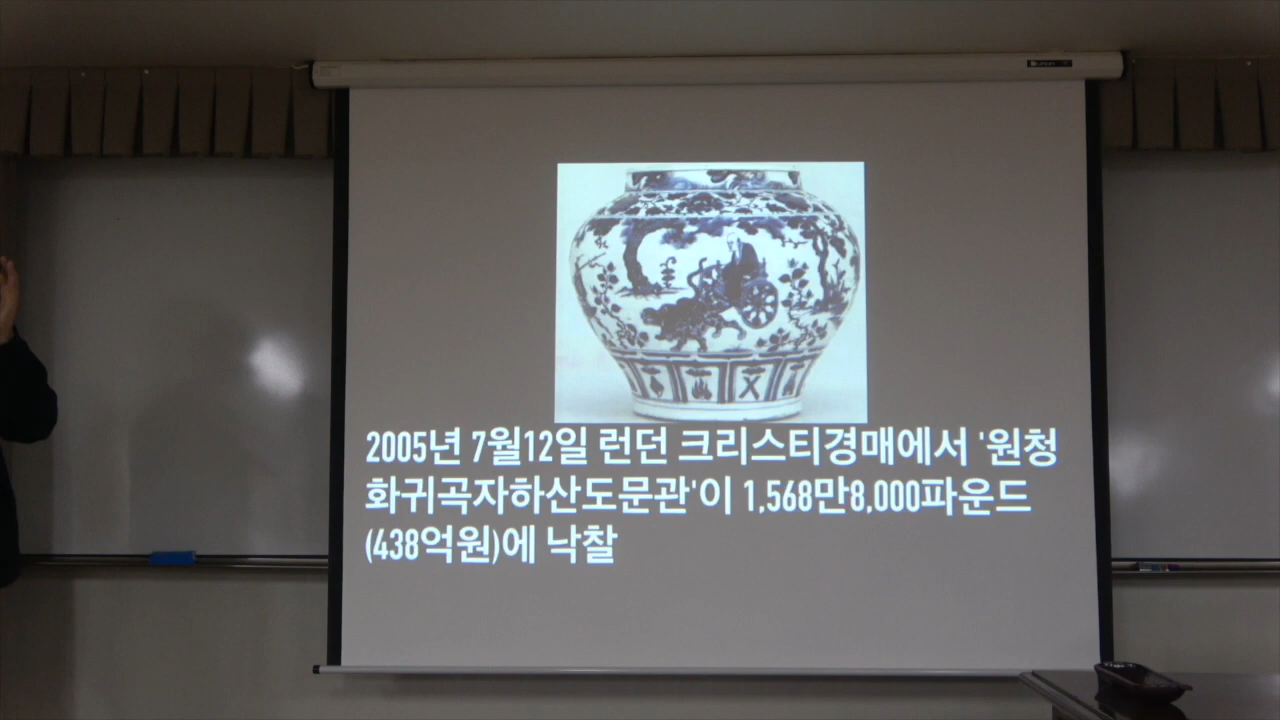 2005년 7월12일 런던 크리스티경매에서 '원청
화귀곡자하산도문관'이 1,568만8,000파운드
(438억원)에 낙찰